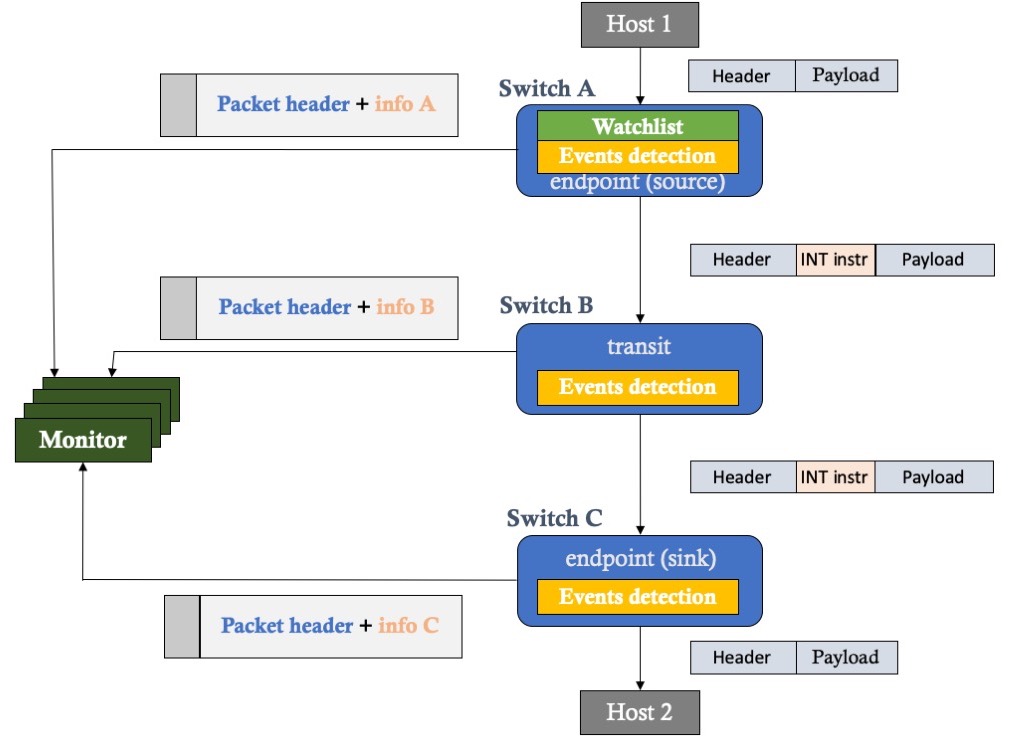 Host 1
Header Payload
Switch A
Packet header + info A
Watchlist
Events detection
endpoint (source)
Header INT instr Payload
Switch B
Packet header + info B
transit
Events detection
Monitor
Header INT instr Payload
Switch C
endpoint (sink)
Events detection
Packet header + info C
Header Payload
Host 2